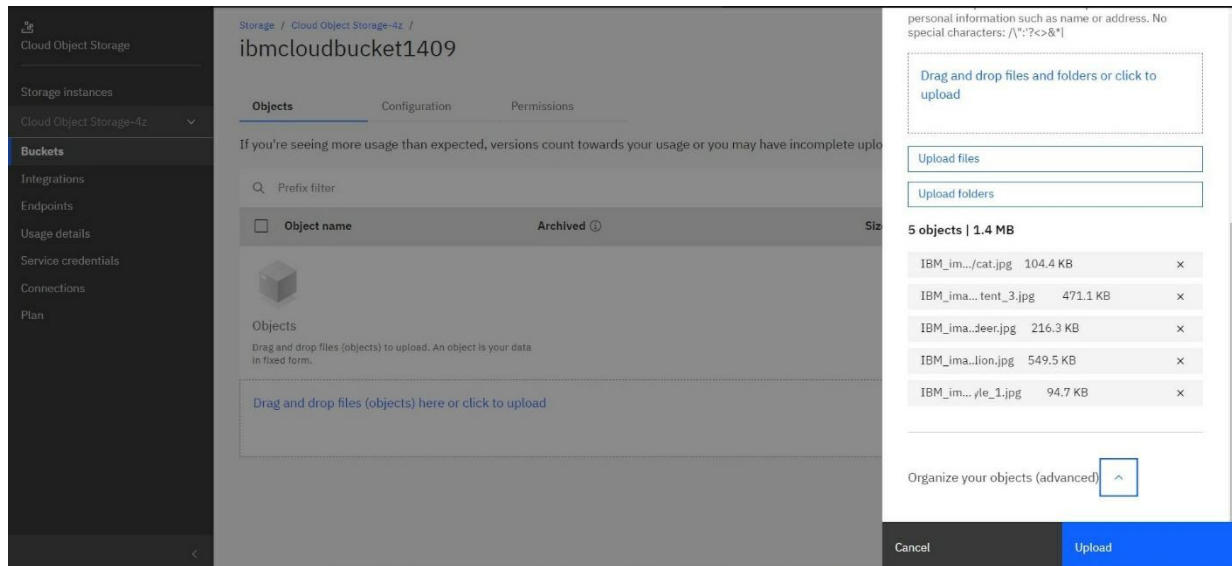 Cloud Object Storage
Storage instances
Cloud Object Storage-4z
Buckets
Integrations
Endpoints
Usage details
Service credentials
Connections
Plan
Storage / Cloud Object Storage-4z /
ibmcloudbucket1409
Objects Configuration Permissions
If you're seeing more usage than expected, versions count towards your usage or you may have incomplete uplo
Prefix filter
Object name Archived Siz
Objects
Drag and drop files (objects) to upload. An object is your data
in fixed form.
Drag and drop files (objects) here or click to upload
personal information such as name or address. No
special characters: /\":'?<>&*|
Drag and drop files and folders or click to
upload
Upload files
Upload folders
5 objects | 1.4 MB
IBM_im.../cat.jpg 104.4 KB
IBM_ima... tent_3.jpg 471.1 KB
IBM_ima..deer.jpg 216.3 KB
IBM_ima..lion.jpg 549.5 KB
IBM_im... yle_1.jpg 94.7 KB
Organize your objects (advanced)
Cancel Upload